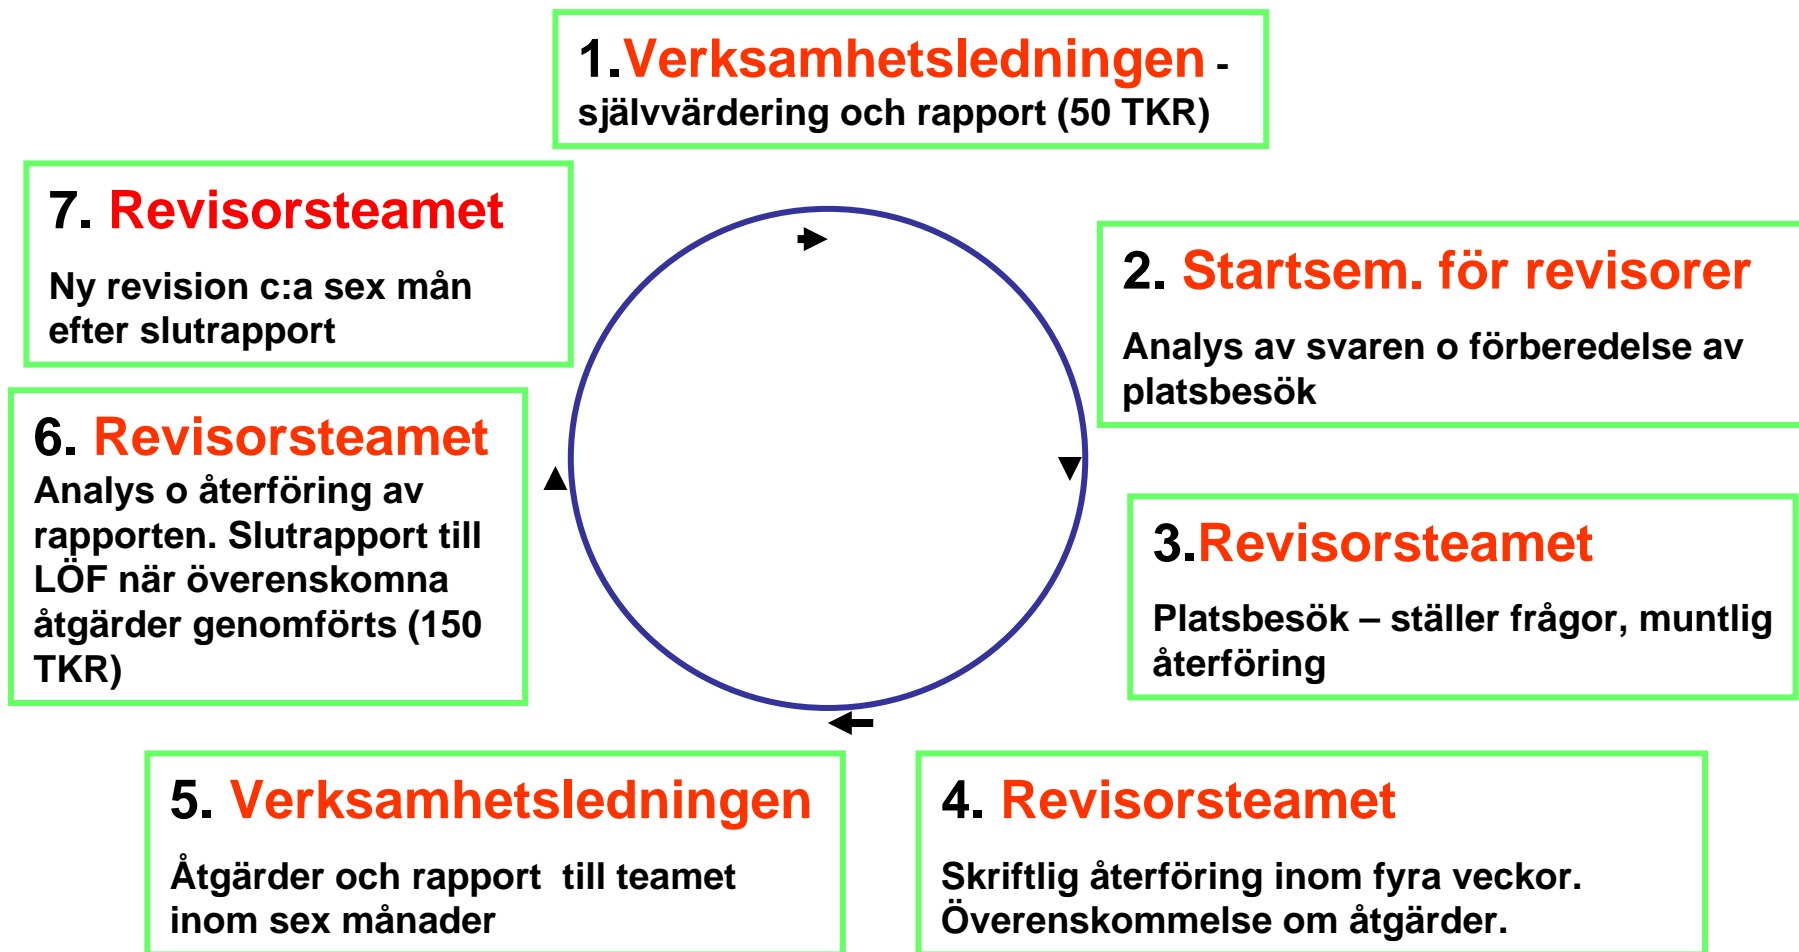 1.Verksamhetsledningen -
självvärdering och rapport (50 TKR)
2. Startsem. för revisorer
Analys av svaren o förberedelse av
platsbesök
3.Revisorsteamet
Platsbesök – ställer frågor, muntlig
återföring
4. Revisorsteamet
Skriftlig återföring inom fyra veckor.
Överenskommelse om åtgärder.
5. Verksamhetsledningen
Åtgärder och rapport  till teamet
inom sex månader
6. Revisorsteamet
Analys o återföring av
rapporten. Slutrapport till
LÖF när överenskomna
åtgärder genomförts (150
TKR)
7. Revisorsteamet
Ny revision c:a sex mån
efter slutrapport